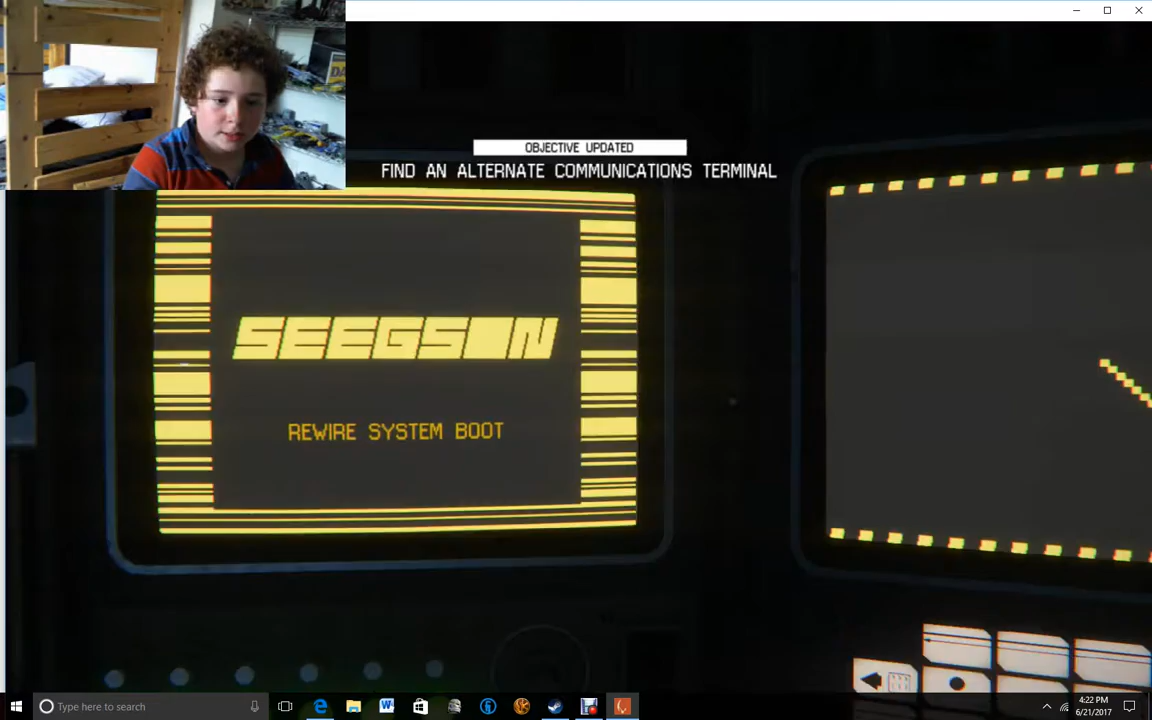 OBJECTIVE UPDATED
FIND AN ALTERNATE COMMUNICATIONS TERMINAL
SEEGSON
REWIRE SYSTEM BOOT
Type here to search
4:22 PM
6/21/2017